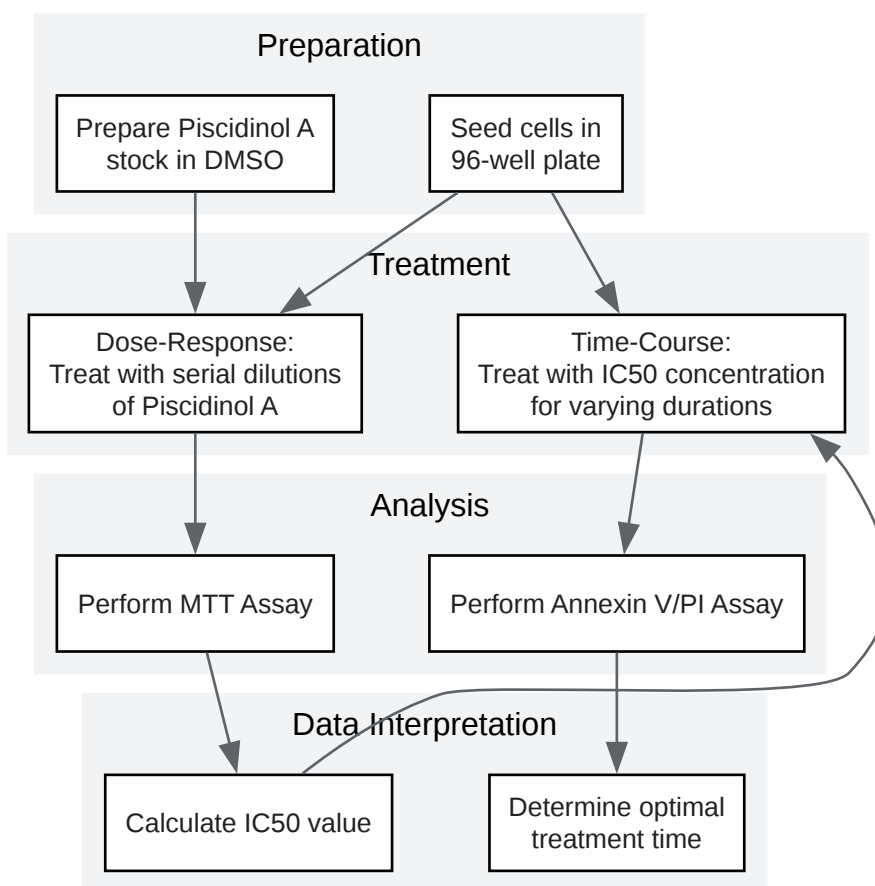 Preparation
Prepare Piscidinol A
stock in DMSO
Seed cells in
96-well plate
Treatment
Dose-Response:
Treat with serial dilutions
of Piscidinol A
Time-Course:
Treat with IC50 concentration
for varying durations
Analysis
Perform MTT Assay
Perform Annexin V/PI Assay
Data Interpretation
Calculate IC50 value
Determine optimal
treatment time